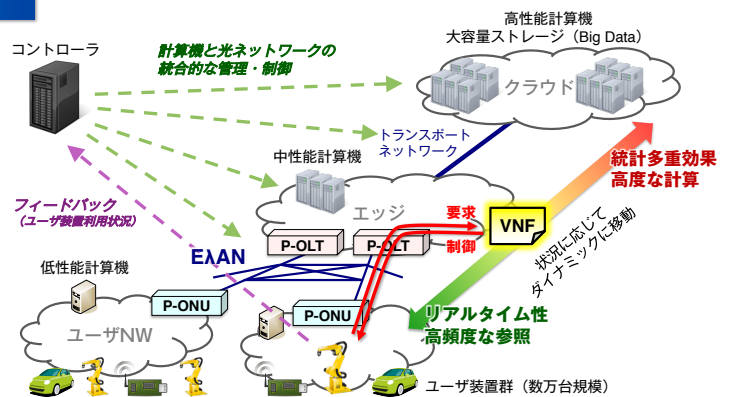 高性能計算機
大容量ストレージ（Big Data）
コントローラ
計算機と光ネットワークの
統合的な管理・制御
クラウド
トランスポート
ネットワーク
中性能計算機
統計多重効果
高度な計算
フィードバック
（ユーザ装置利用状況）
エッジ
要求
VNF
制御
P-OLT
P-OLT
状況に応じて
ダイナミックに移動
EλAN
低性能計算機
P-ONU
P-ONU
リアルタイム性
高頻度な参照
ユーザNW
ユーザ装置群（数万台規模）